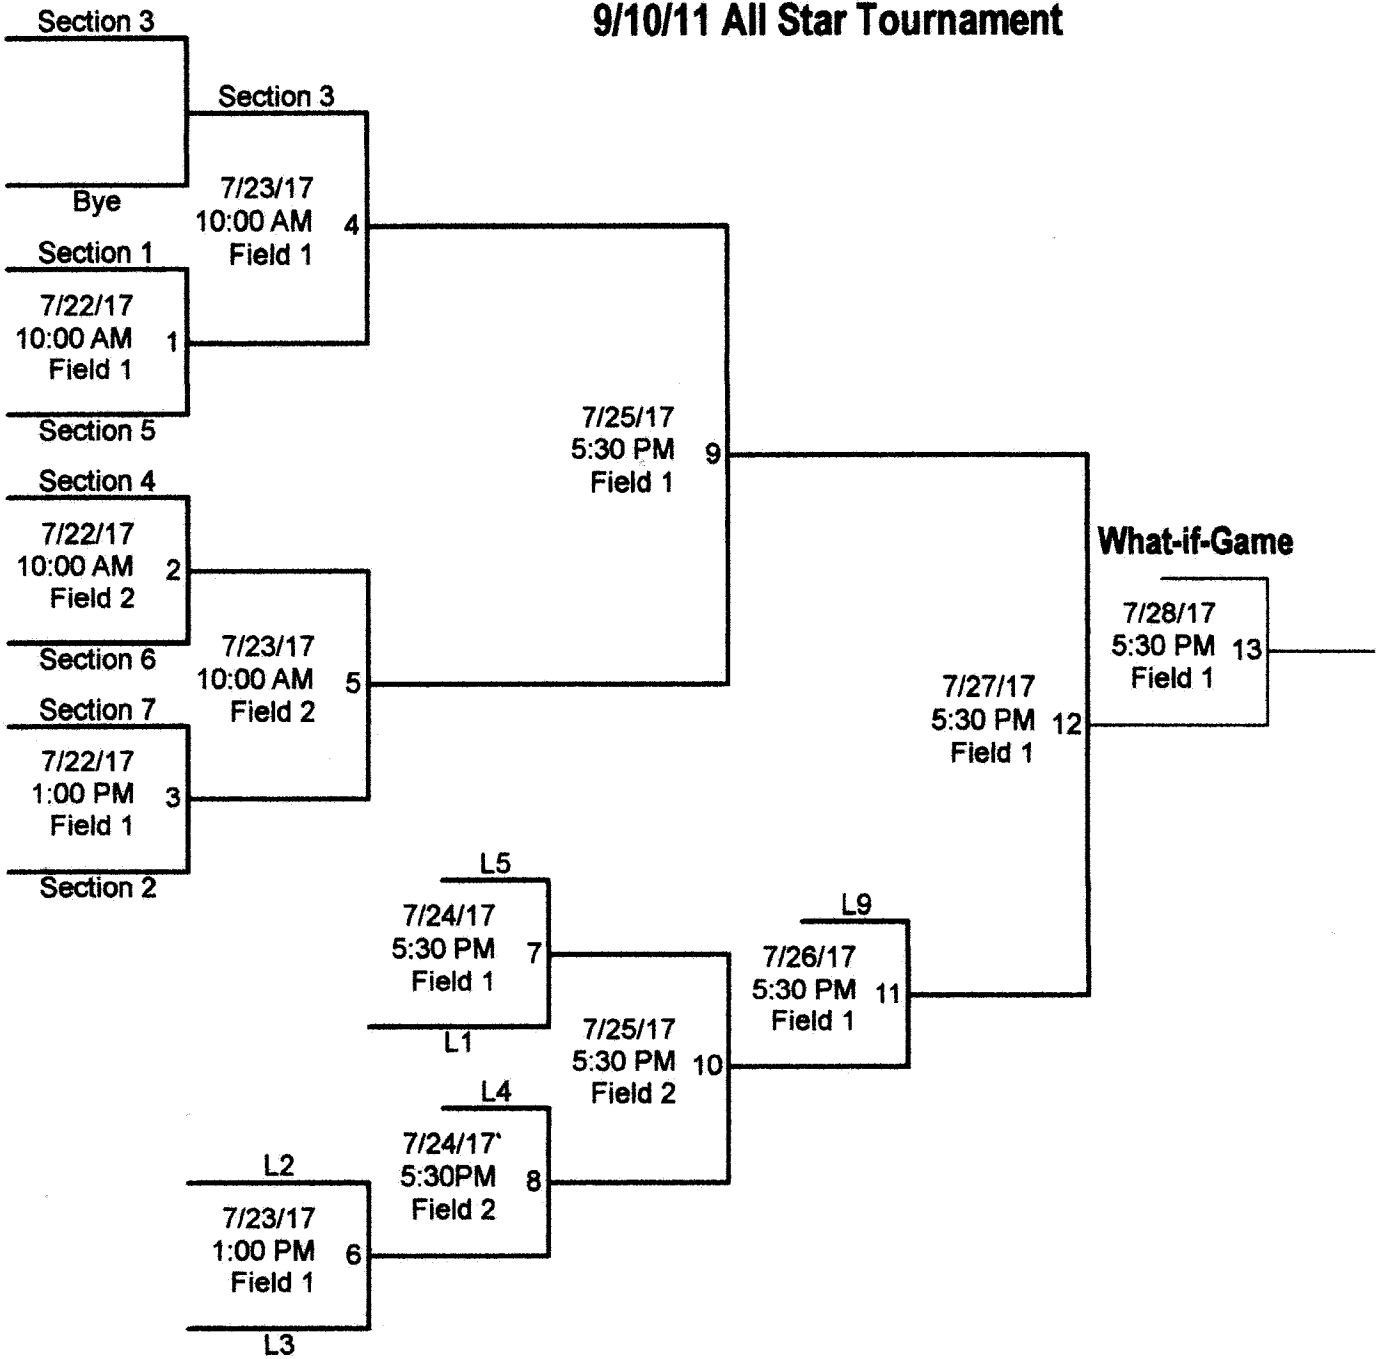 9/10/11 All Star Tournament
Section 3
Section 3
Bye
7/23/17
10:00 AM
Field 1
4
Section 1
7/22/17
10:00 AM
Field 1
1
Section 5
Section 4
7/22/17
10:00 AM
Field 2
2
Section 6
7/23/17
10:00 AM
Field 2
5
Section 7
7/22/17
1:00 PM
Field 1
3
Section 2
7/25/17
5:30 PM
Field 1
9
What-if-Game
7/28/17
5:30 PM
Field 1
13
7/27/17
5:30 PM
Field 1
12
L5
7/24/17
5:30 PM
Field 1
7
L1
L9
7/26/17
5:30 PM
Field 1
11
7/25/17
5:30 PM
Field 2
10
L4
7/24/17
5:30PM
Field 2
8
L2
7/23/17
1:00 PM
Field 1
6
L3